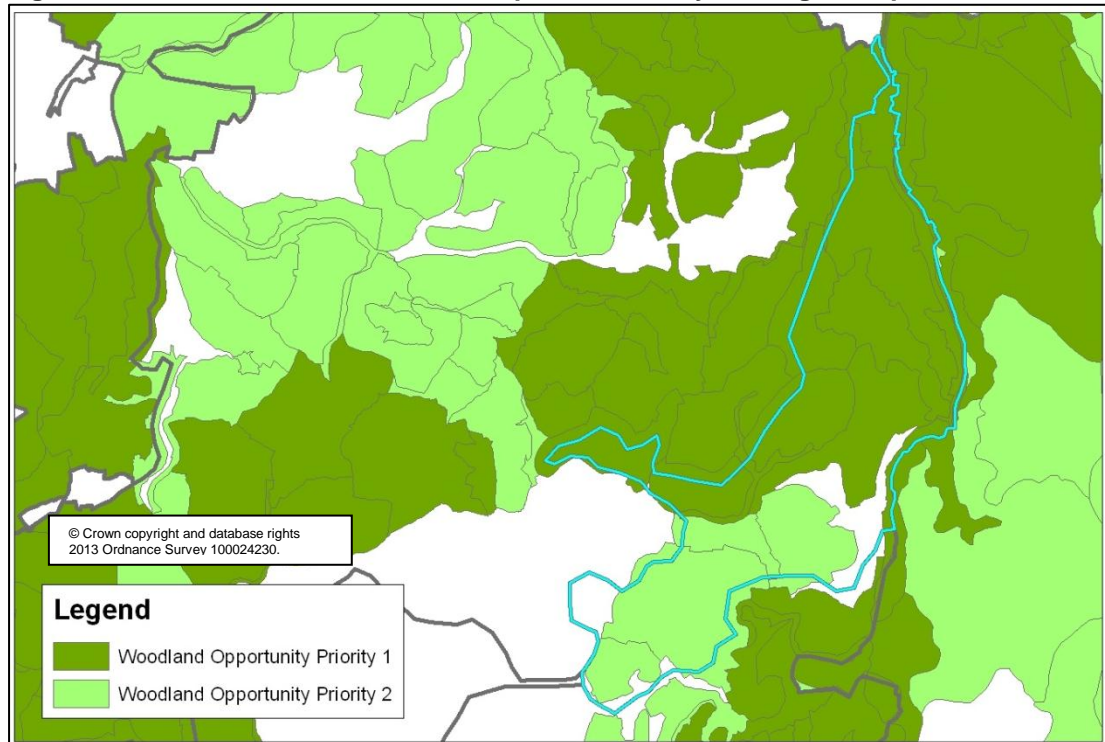 © Crown copyright and database rights
2013 Ordnance Survey 100024230.
Legend
Woodland Opportunity Priority 1
Woodland Opportunity Priority 2